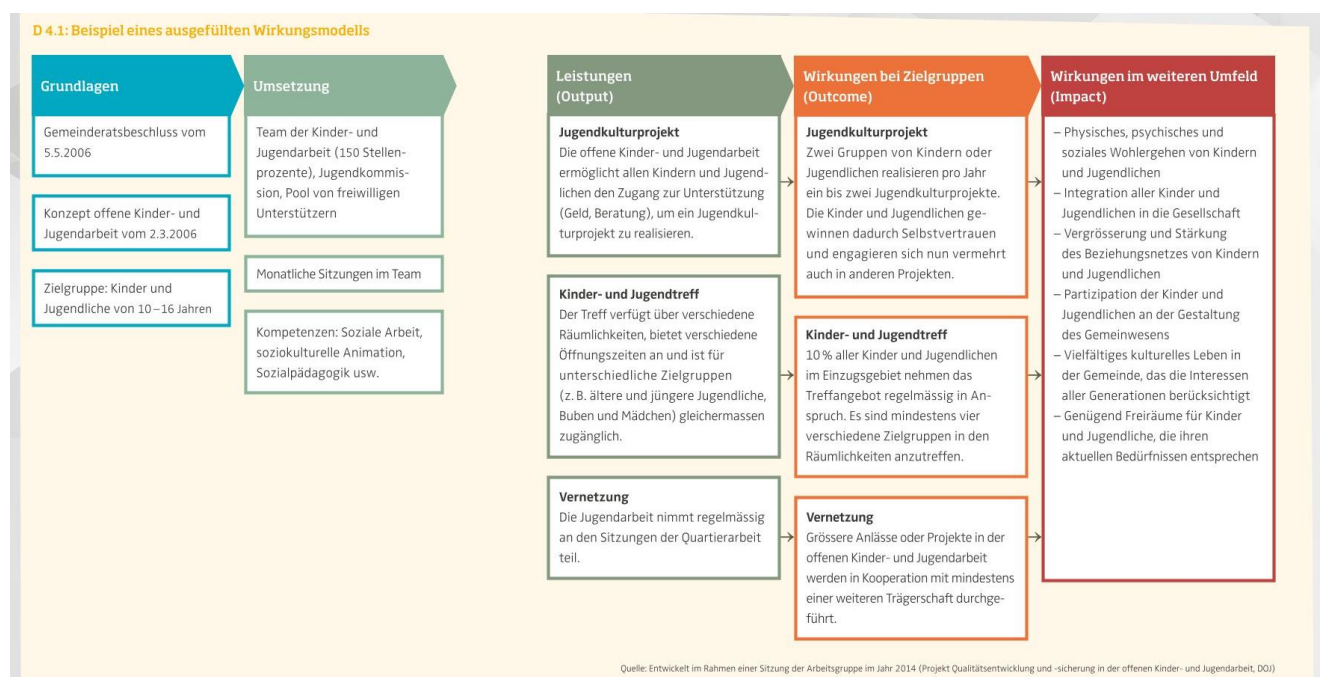 D 4.1: Beispiel eines ausgefüllten Wirkungsmodells
Grundlagen
Gemeinderatsbeschluss vom
5.5.2006
Konzept offene Kinder- und
Jugendarbeit vom 2.3.2006
Zielgruppe: Kinder und
Jugendliche von 10–16 Jahren
Umsetzung
Team der Kinder- und
Jugendarbeit (150 Stellen-
prozente), Jugendkommis-
sion, Pool von freiwilligen
Unterstützern
Monatliche Sitzungen im Team
Kompetenzen: Soziale Arbeit,
soziokulturelle Animation,
Sozialpädagogik usw.
Leistungen
(Output)
Jugendkulturprojekt
Die offene Kinder- und Jugendarbeit
ermöglicht allen Kindern und Jugend-
lichen den Zugang zur Unterstützung
(Geld, Beratung), um ein Jugendkul-
turprojekt zu realisieren.
Kinder- und Jugendtreff
Der Treff verfügt über verschiedene
Räumlichkeiten, bietet verschiedene
Öffnungszeiten an und ist für
unterschiedliche Zielgruppen
(z. B. ältere und jüngere Jugendliche,
Buben und Mädchen) gleichermassen
zugänglich.
Vernetzung
Die Jugendarbeit nimmt regelmässig
an den Sitzungen der Quartierarbeit
teil.
Wirkungen bei Zielgruppen
(Outcome)
Jugendkulturprojekt
Zwei Gruppen von Kindern oder
Jugendlichen realisieren pro Jahr
ein bis zwei Jugendkulturprojekte.
Die Kinder und Jugendlichen ge-
winnen dadurch Selbstvertrauen
und engagieren sich nun vermehrt
auch in anderen Projekten.
Kinder- und Jugendtreff
10 % aller Kinder und Jugendlichen
im Einzugsgebiet nehmen das
Treffangebot regelmässig in An-
spruch. Es sind mindestens vier
verschiedene Zielgruppen in den
Räumlichkeiten anzutreffen.
Vernetzung
Grössere Anlässe oder Projekte in der
offenen Kinder- und Jugendarbeit
werden in Kooperation mit mindestens
einer weiteren Trägerschaft durchge-
führt.
Wirkungen im weiteren Umfeld
(Impact)
– Physisches, psychisches und
soziales Wohlergehen von Kindern
und Jugendlichen
– Integration aller Kinder und
Jugendlichen in die Gesellschaft
– Vergrösserung und Stärkung
des Beziehungsnetzes von Kindern
und Jugendlichen
– Partizipation der Kinder und
Jugendlichen an der Gestaltung
des Gemeinwesens
– Vielfältiges kulturelles Leben in
der Gemeinde, das die Interessen
aller Generationen berücksichtigt
– Genügend Freiräume für Kinder
und Jugendliche, die ihren
aktuellen Bedürfnissen entsprechen
Quelle: Entwickelt im Rahmen einer Sitzung der Arbeitsgruppe im Jahr 2014 (Projekt Qualitätsentwicklung und -sicherung in der offenen Kinder- und Jugendarbeit, DOJ)